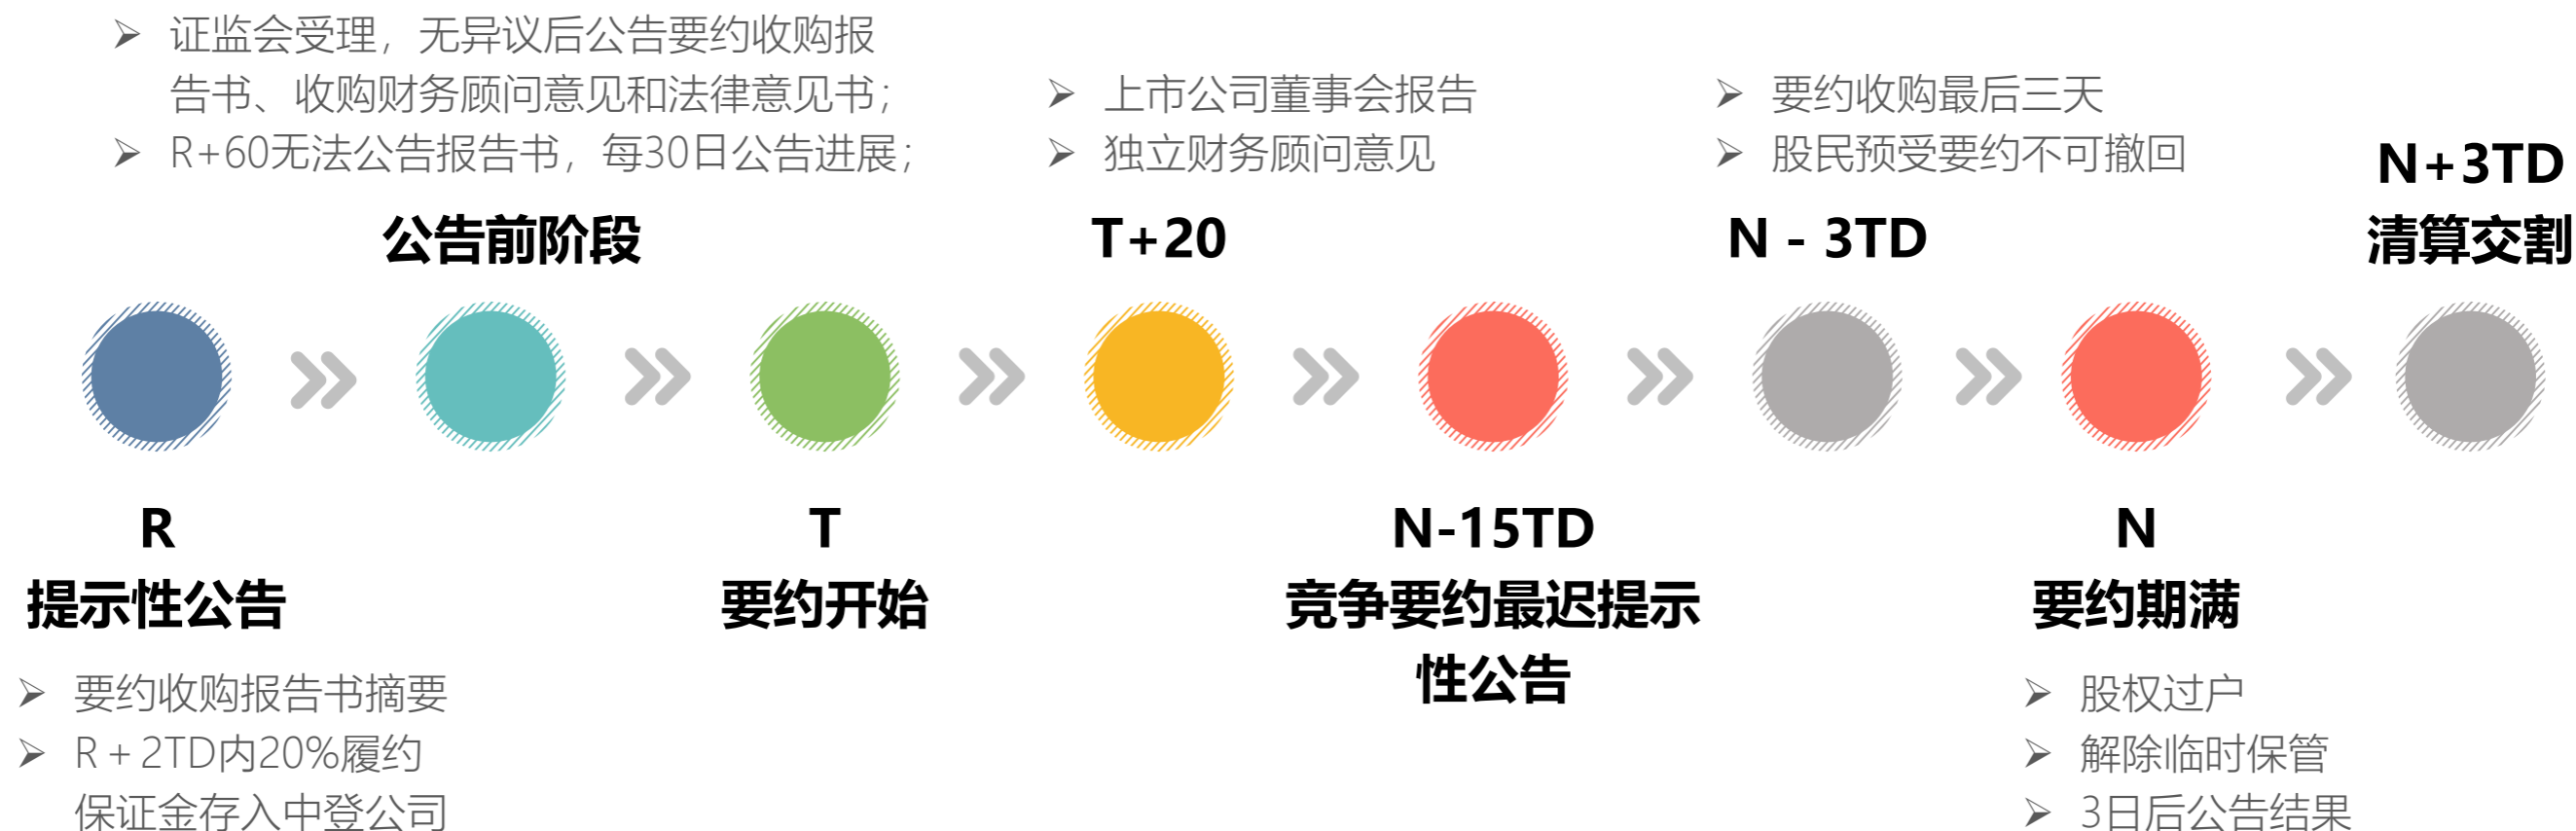 ➢ 证监会受理，无异议后公告要约收购报
告书、收购财务顾问意见和法律意见书；
➢ R+60无法公告报告书，每30日公告进展；
公告前阶段
➢ 上市公司董事会报告
➢ 独立财务顾问意见
T+20
➢ 要约收购最后三天
➢ 股民预受要约不可撤回
N - 3TD
N+3TD
清算交割
R
提示性公告
➢ 要约收购报告书摘要
➢ R + 2TD内20%履约
保证金存入中登公司
T
要约开始
N-15TD
竞争要约最迟提示
性公告
N
要约期满
➢ 股权过户
➢ 解除临时保管
➢ 3日后公告结果